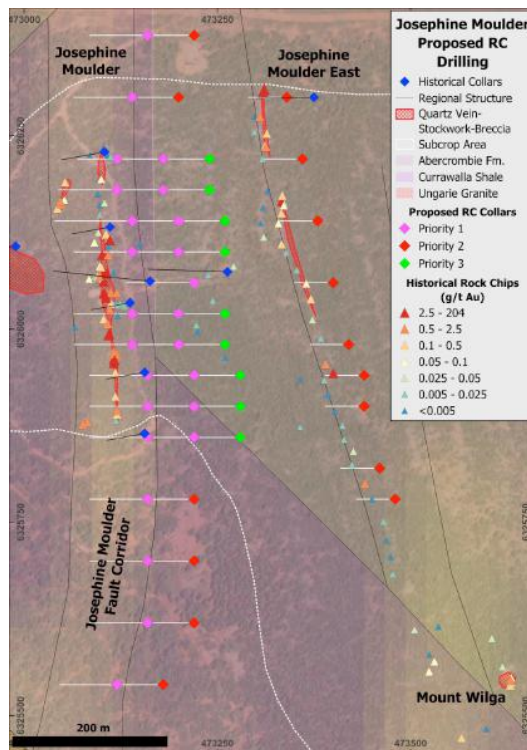 473000
473250
Josephine Moulder
Proposed RC
Drilling
Historical Collars
Regional Structure
Quartz Vein-
Stockwork-Breccia
Subcrop Area
Abercrombie Fm.
Currawalla Shale
Ungarie Granite
Proposed RC Collars
Priority 1
Priority 2
Priority 3
Historical Rock Chips
(g/t Au)
2.5 - 204
0.5 - 2.5
0.1 - 0.5
0.05 - 0.1
0.025 - 0.05
0.005 - 0.025
<0.005
Josephine
Moulder
Josephine
Moulder East
6326250
6326000
6326000
6325750
6325750
Josephine Moulder
Fault Corridor
Mount Wilga
6325500
200 m
473250
473500